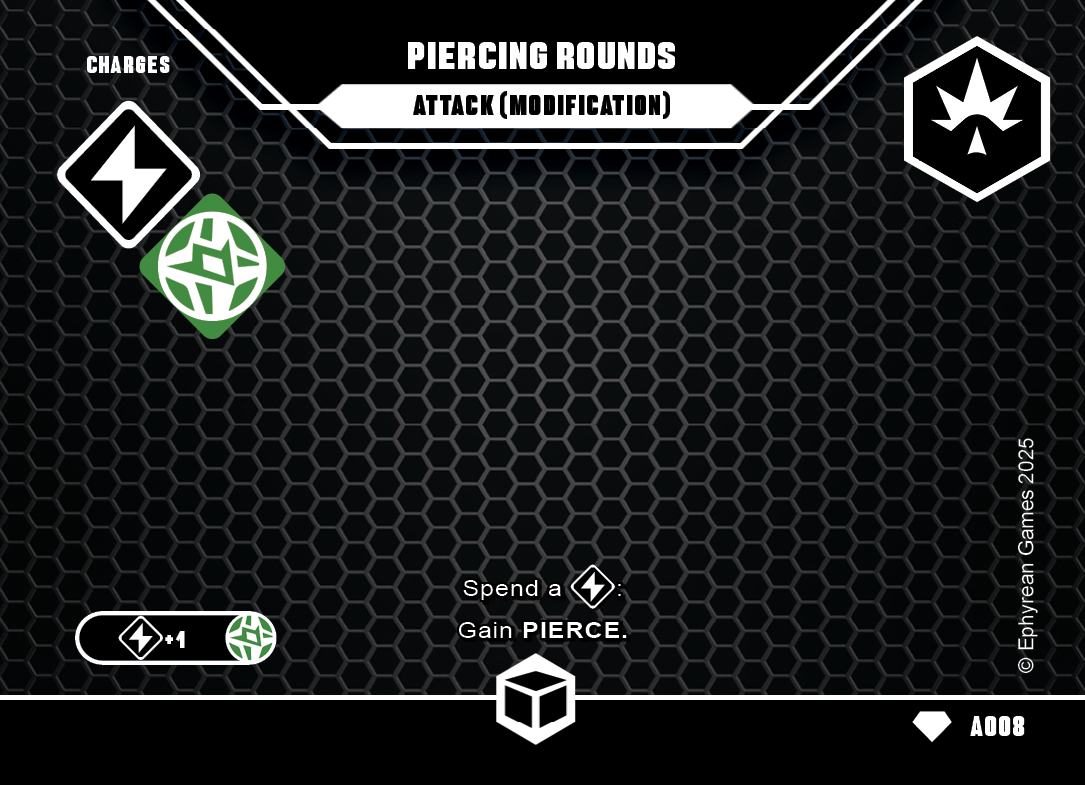 PIERCING ROUNDS
CHARGES
ATTACK (MODIFICATION)
Spend a :
Gain PIERCE.
+1
© Ephyrean Games 2025
A008